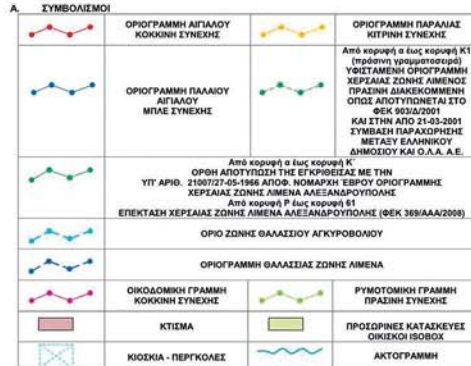 Α. ΣΥΜΒΟΛΙΣΜΟΙ
ΟΡΙΟΓΡΑΜΜΗ ΑΙΓΙΑΛΟΥ
ΚΟΚΚΙΝΗ ΣΥΝΕΧΗΣ
ΟΡΙΟΓΡΑΜΜΗ ΠΑΡΑΛΙΑΣ
ΚΙΤΡΙΝΗ ΣΥΝΕΧΗΣ
ΟΡΙΟΓΡΑΜΜΗ ΠΑΛΑΙΟΥ
ΑΙΓΙΑΛΟΥ
ΜΠΛΕ ΣΥΝΕΧΗΣ
Από κορυφή α έως κορυφή Κ1
(πράσινη γραμματοσειρά)
ΥΦΙΣΤΑΜΕΝΗ ΟΡΙΟΓΡΑΜΜΗ
ΧΕΡΣΑΙΑΣ ΖΩΝΗΣ ΛΙΜΕΝΟΣ
ΠΡΑΣΙΝΗ ΔΙΑΚΕΚΟΜΜΕΝΗ
ΟΠΩΣ ΑΠΟΤΥΠΩΝΕΤΑΙ ΣΤΟ
ΦΕΚ 903/Δ/2001
ΚΑΙ ΣΤΗΝ ΑΠΟ 21-03-2001
ΣΥΜΒΑΣΗ ΠΑΡΑΧΩΡΗΣΗΣ
ΜΕΤΑΞΥ ΕΛΛΗΝΙΚΟΥ
ΔΗΜΟΣΙΟΥ ΚΑΙ Ο.Λ.Α. Α.Ε.
Από κορυφή α έως κορυφή Κ΄
ΟΡΘΗ ΑΠΟΤΥΠΩΣΗ ΤΗΣ ΕΓΚΡΙΘΕΙΣΑΣ ΜΕ ΤΗΝ
ΥΠ' ΑΡΙΘ. 21007/27-05-1966 ΑΠΟΦ. ΝΟΜΑΡΧΗ ΈΒΡΟΥ ΟΡΙΟΓΡΑΜΜΗΣ
ΧΕΡΣΑΙΑΣ ΖΩΝΗΣ ΛΙΜΕΝΑ ΑΛΕΞΑΝΔΡΟΥΠΟΛΗΣ
Από κορυφή Ρ έως κορυφή 61
ΕΠΕΚΤΑΣΗ ΧΕΡΣΑΙΑΣ ΖΩΝΗΣ ΛΙΜΕΝΑ ΑΛΕΞΑΝΔΡΟΥΠΟΛΗΣ (ΦΕΚ 369/ΑΑΑ/2008)
ΟΡΙΟ ΖΩΝΗΣ ΘΑΛΑΣΣΙΟΥ ΑΓΚΥΡΟΒΟΛΙΟΥ
ΟΡΙΟΓΡΑΜΜΗ ΘΑΛΑΣΣΙΑΣ ΖΩΝΗΣ ΛΙΜΕΝΑ
ΟΙΚΟΔΟΜΙΚΗ ΓΡΑΜΜΗ
ΚΟΚΚΙΝΗ ΣΥΝΕΧΗΣ
ΡΥΜΟΤΟΜΙΚΗ ΓΡΑΜΜΗ
ΠΡΑΣΙΝΗ ΣΥΝΕΧΗΣ
ΚΤΙΣΜΑ
ΠΡΟΣΩΡΙΝΕΣ ΚΑΤΑΣΚΕΥΕΣ
ΟΙΚΙΣΚΟΙ ISOBOX
ΚΙΟΣΚΙΑ - ΠΕΡΓΚΟΛΕΣ
ΑΚΤΟΓΡΑΜΜΗ